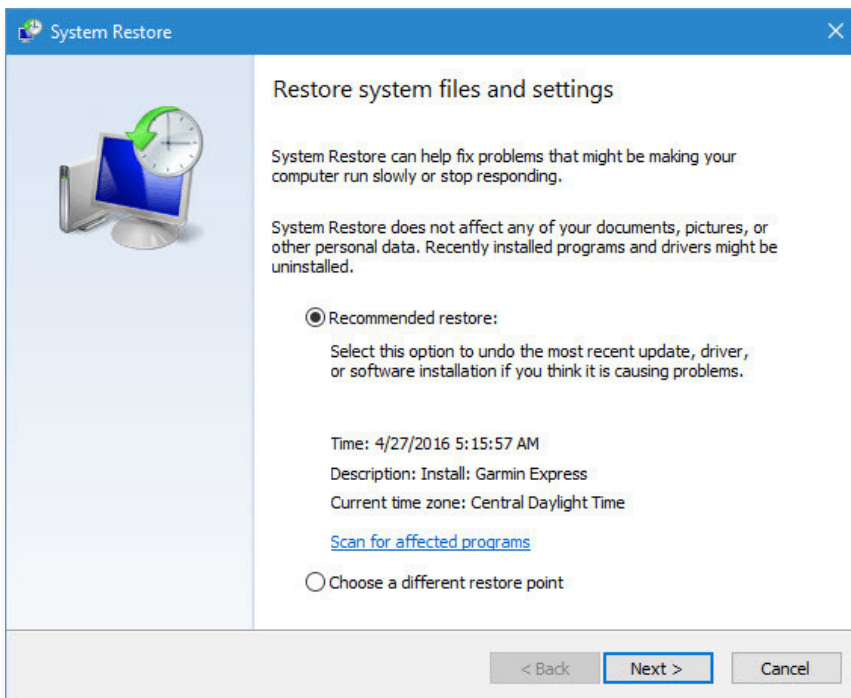 System Restore
Restore system files and settings
System Restore can help fix problems that might be making your
computer run slowly or stop responding.
System Restore does not affect any of your documents, pictures, or
other personal data. Recently installed programs and drivers might be
uninstalled.
Recommended restore:
Select this option to undo the most recent update, driver,
or software installation if you think it is causing problems.
Time: 4/27/2016 5:15:57 AM
Description: Install: Garmin Express
Current time zone: Central Daylight Time
Scan for affected programs
Choose a different restore point
< Back Next > Cancel